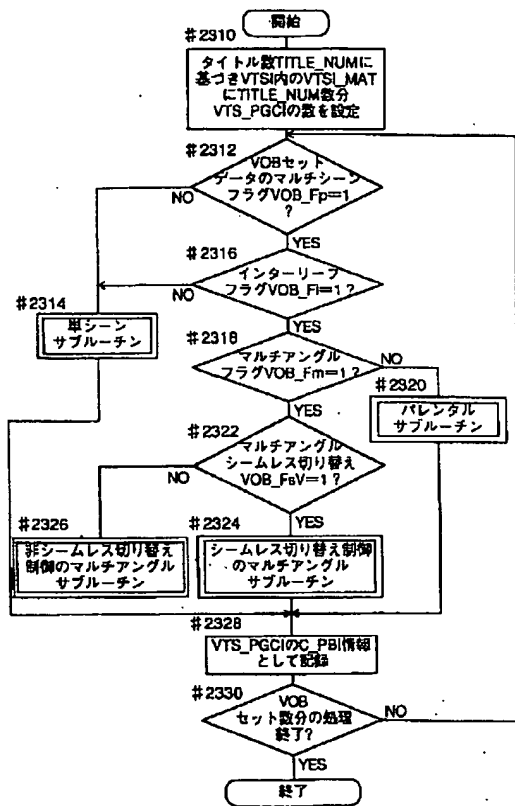 開始
#2310
タイトル数TITLE_NUMに
基づきVTSI内のVTSI_MAT
にTITLE_NUM数分
VTS_PGCIの数を設定
#2312
VOBセット
データのマルチシーン
フラグVOB_Fp=1
?
NO
YES
#2316
インターリーブ
フラグVOB_Fi=1?
NO
YES
#2314
単シーン
サブルーチン
#2318
マルチアングル
フラグVOB_Fm=1?
NO
YES
#2320
パレンタル
サブルーチン
#2322
マルチアングル
シームレス切り替え
VOB_FsV=1?
NO
YES
#2326
非シームレス切り替え
制御のマルチアングル
サブルーチン
#2324
シームレス切り替え制御
のマルチアングル
サブルーチン
#2328
VTS_PGCIのC_PBI情報
として記録
#2330
VOB
セット数分の処理
終了?
NO
YES
終了